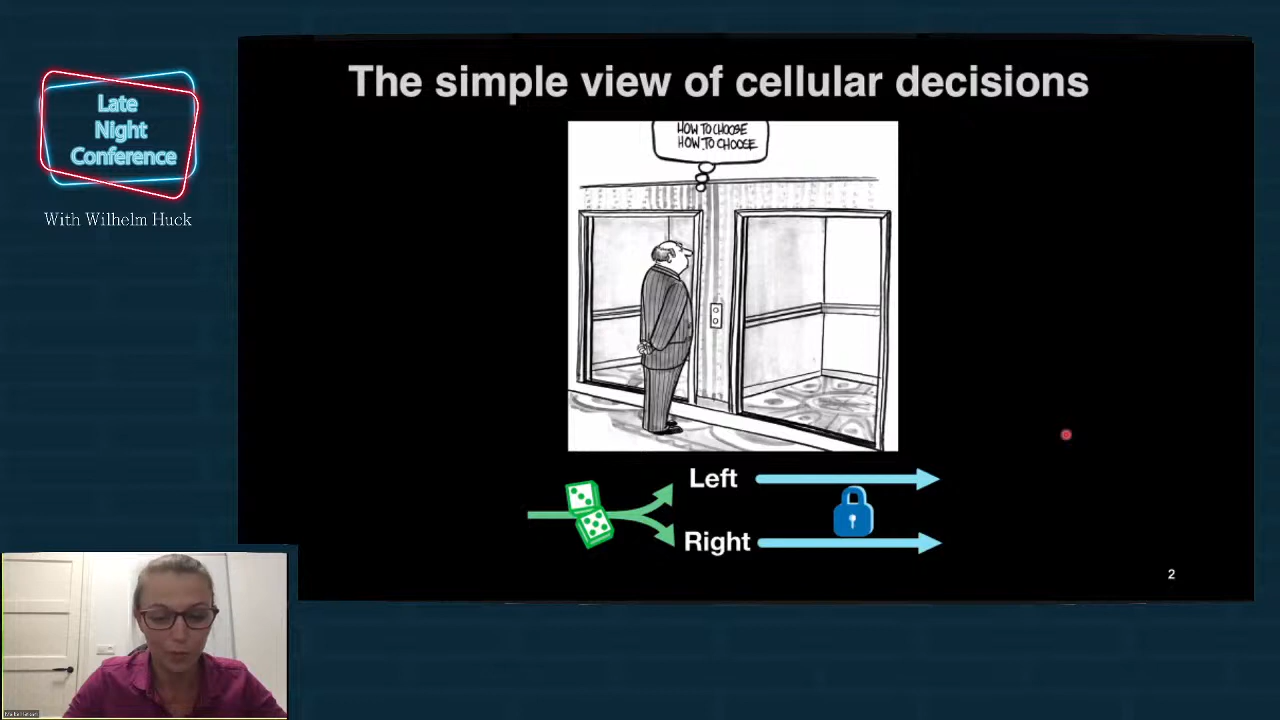 The simple view of cellular decisions
Late
Night
Conference
With Wilhelm Huck
HOW TO CHOOSE
HOW TO CHOOSE
Left
Right
2